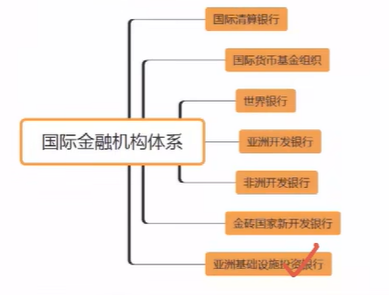 国际清算银行
国际货币基金组织
世界银行
国际金融机构体系
亚洲开发银行
非洲开发银行
金砖国家新开发银行
亚洲基础设施投资银行